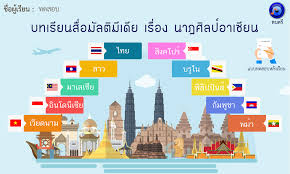 ชื่อผู้เรียน : ทดสอบ
บทเรียนสื่อมัลติมีเดีย เรื่อง นาฏศิลป์อาเซียน
ดนตรี
ไทย
สิงคโปร์
ลาว
บรูไน
มาเลเซีย
ฟิลิปปินส์
อินโดนีเซีย
กัมพูชา
เวียดนาม
พม่า